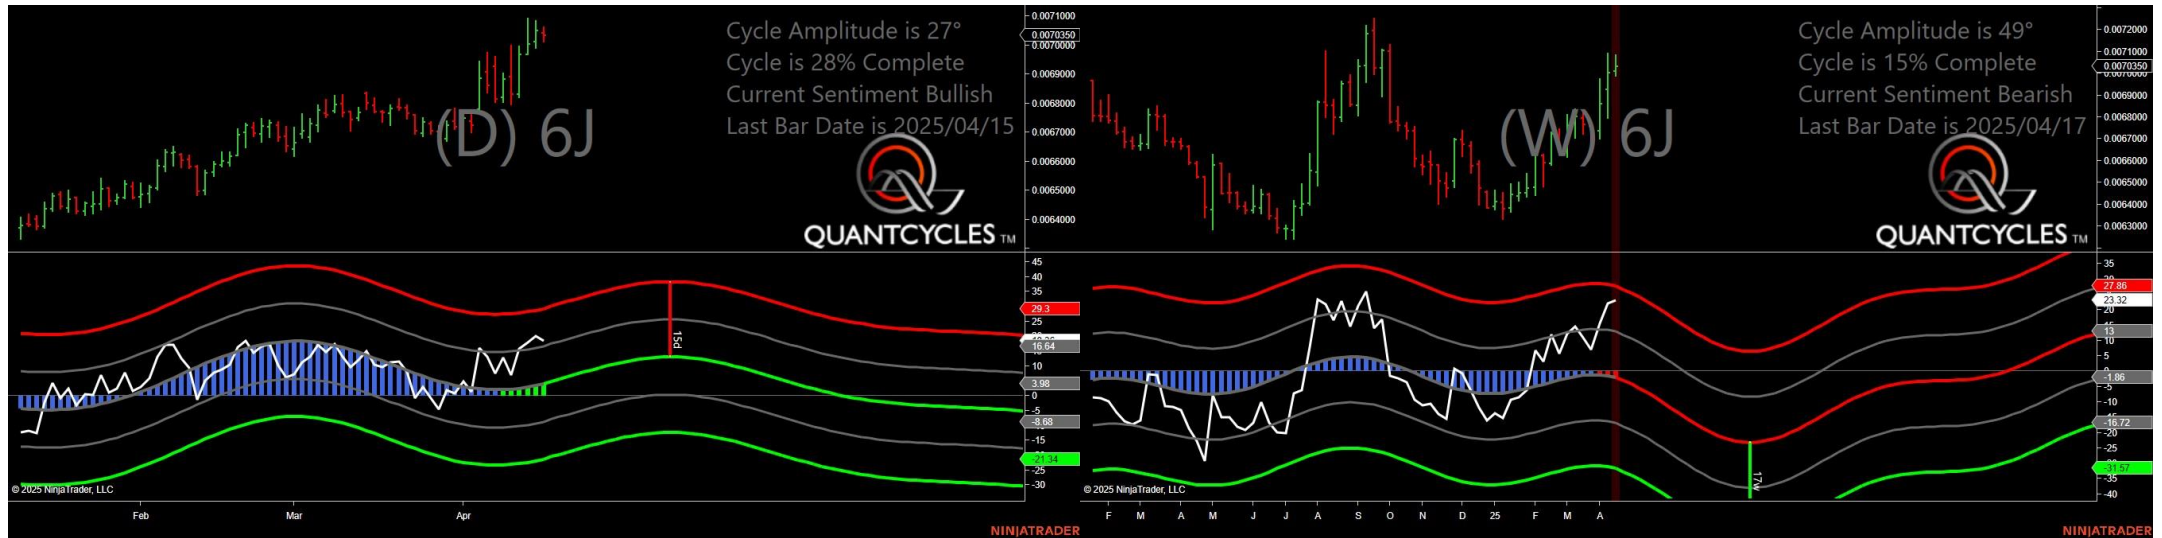 Cycle Amplitude is 27°
Cycle is 28% Complete
Current Sentiment Bullish
Last Bar Date is 2025/04/15
(D) 6J
QUANTCYCLES TM
0.0071000
0.0070350
0.0070000
0.0069000
0.0068000
0.0067000
0.0066000
0.0065000
0.0064000
45
40
35
29.3
25
16.64
10
3.98
0
-5
-8.68
-15
-21.34
-25
-30
15d
© 2025 NinjaTrader, LLC
Feb Mar Apr
NINJATRADER
Cycle Amplitude is 49°
Cycle is 15% Complete
Current Sentiment Bearish
Last Bar Date is 2025/04/17
(W) 6J
QUANTCYCLES TM
0.0072000
0.0071000
0.0070350
0.0069000
0.0068000
0.0067000
0.0066000
0.0065000
0.0064000
0.0063000
35
27.86
23.32
20
13
10
5
-1.86
-5
-10
-16.72
-20
-25
-31.57
-35
-40
17w
© 2025 NinjaTrader, LLC
F M A M J J A S O N D 25 F M A
NINJATRADER